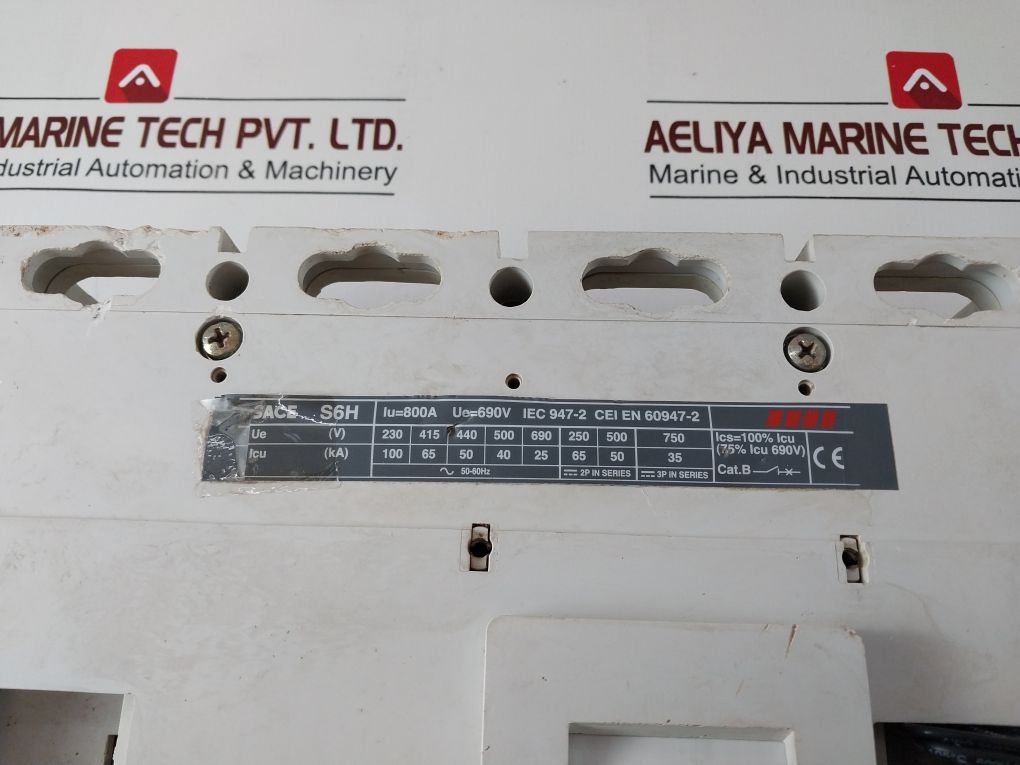 MARINE TECH PVT. LTD.
dustrial Automation & Machinery
AELIYA MARINE TECH
Marine & Industrial Automati
SACE S6H Iu=800A Ue=690V IEC 947-2 CEI EN 60947-2
Ue (V) 230 415 440 500 690 250 500 750
Icu (kA) 100 65 50 40 25 65 50 35
50-60Hz 2P IN SERIES 3P IN SERIES
Ics=100% Icu
(75% Icu 690V)
Cat.B
CE